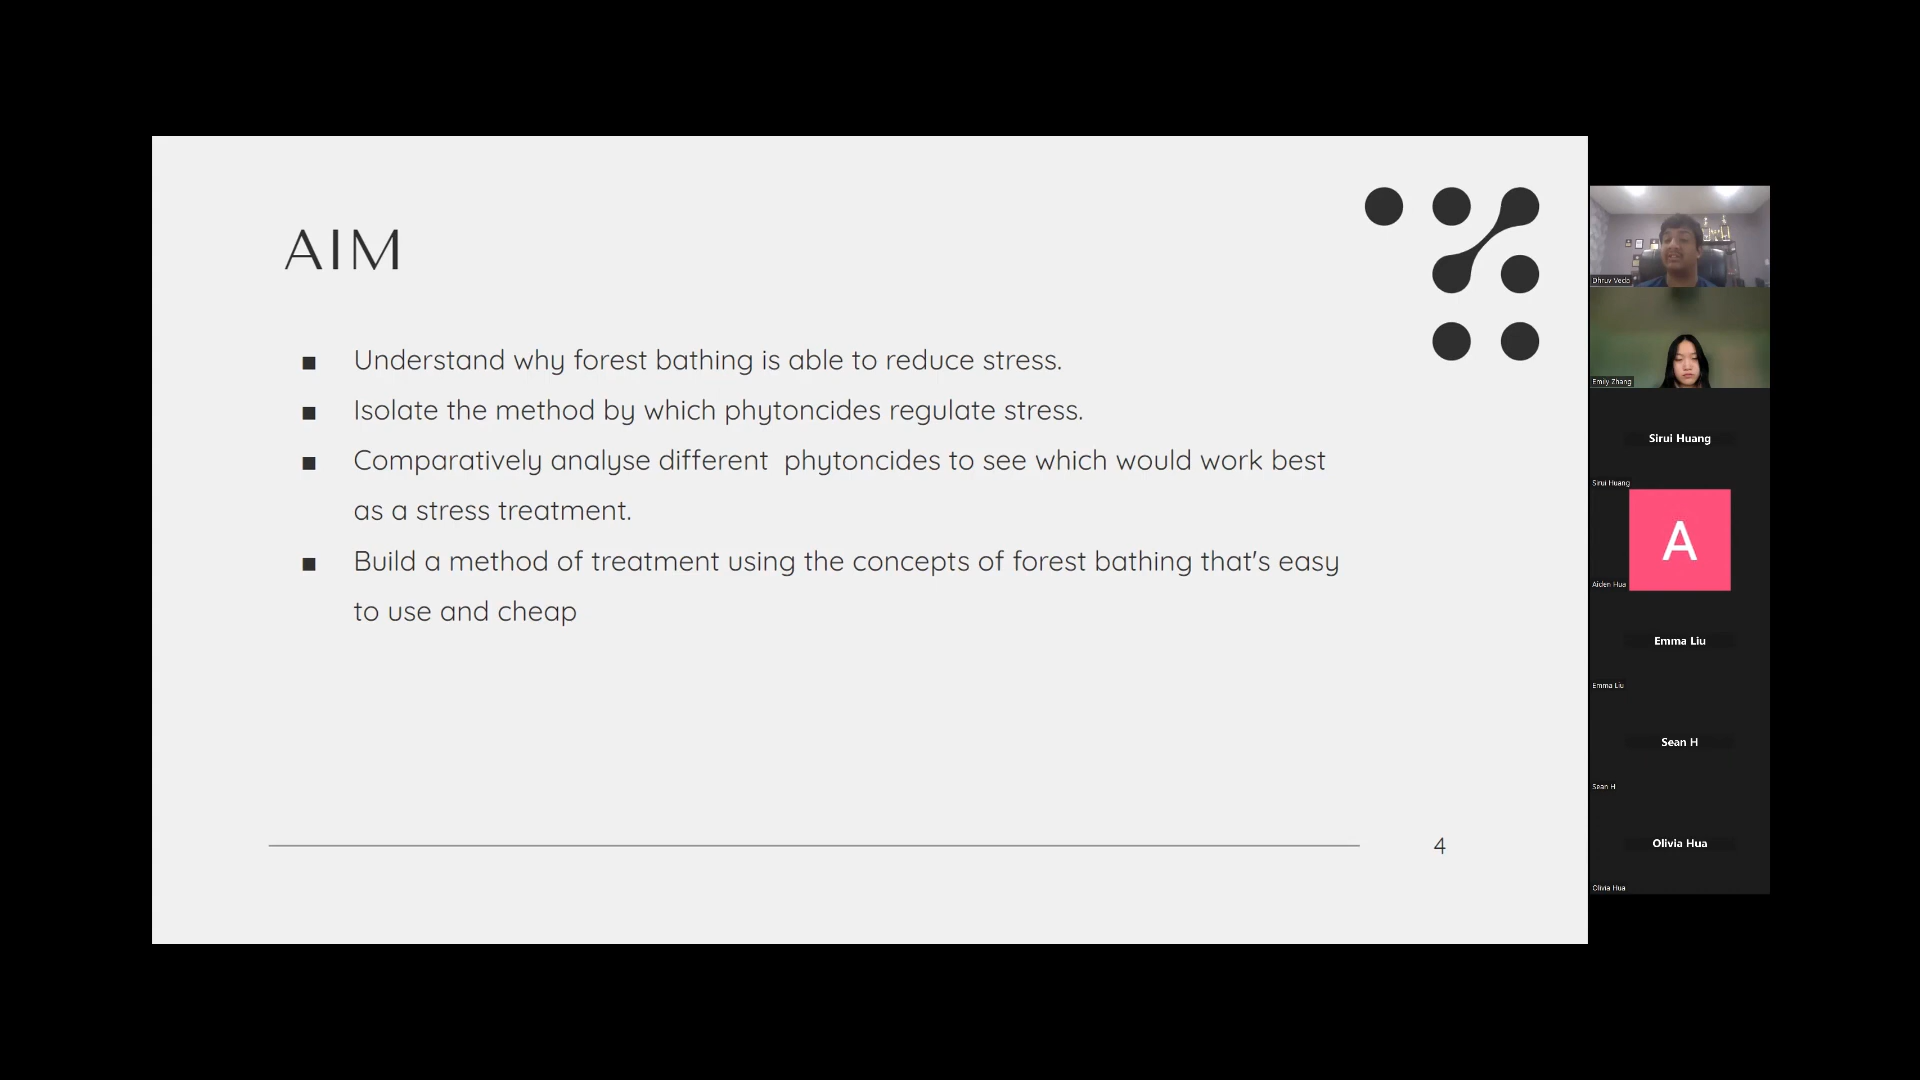 AIM
■ Understand why forest bathing is able to reduce stress.
■ Isolate the method by which phytoncides regulate stress.
■ Comparatively analyse different  phytoncides to see which would work best
as a stress treatment.
■ Build a method of treatment using the concepts of forest bathing that's easy
to use and cheap
4
Dhruv Veda
Emily Zhang
Sirui Huang
Sirui Huang
A
Aiden Hua
Emma Liu
Emma Liu
Sean H
Sean H
Olivia Hua
Olivia Hua